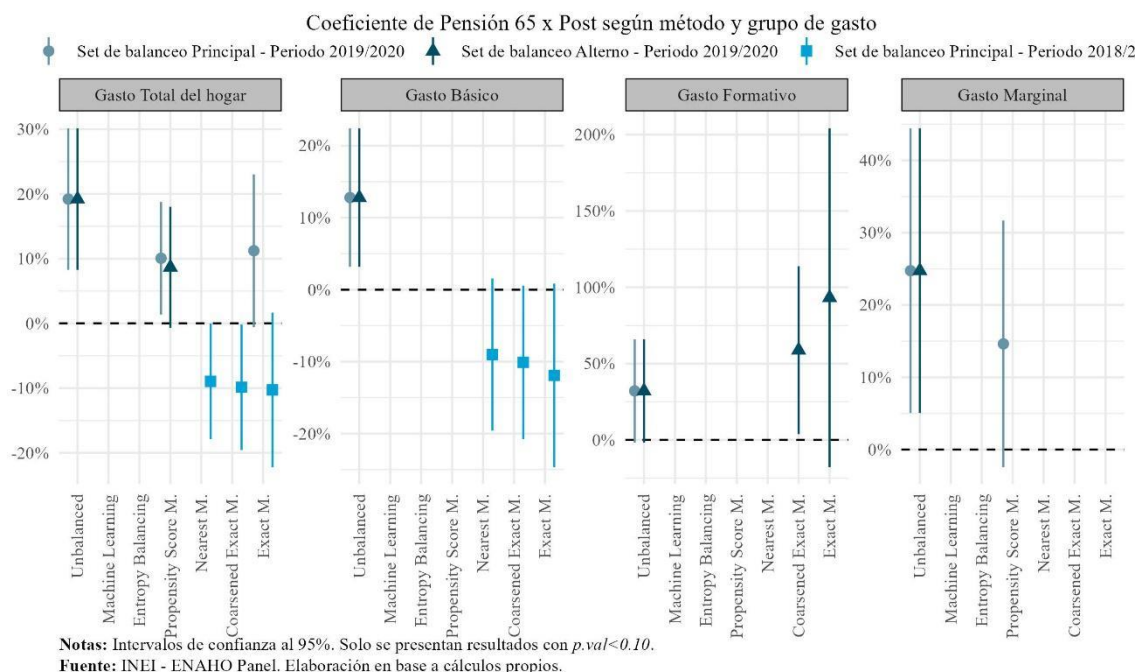 Coeficiente de Pensión 65 x Post según método y grupo de gasto
Set de balanceo Principal - Periodo 2019/2020 Set de balanceo Alterno - Periodo 2019/2020 Set de balanceo Principal - Periodo 2018/2
Gasto Total del hogar Gasto Básico Gasto Formativo Gasto Marginal
30%
20%
10%
0%
-10%
-20%
20%
10%
0%
-10%
-20%
200%
150%
100%
50%
0%
40%
30%
20%
10%
0%
Unbalanced
Machine Learning
Entropy Balancing
Propensity Score M.
Nearest M.
Coarsened Exact M.
Exact M.
Unbalanced
Machine Learning
Entropy Balancing
Propensity Score M.
Nearest M.
Coarsened Exact M.
Exact M.
Unbalanced
Machine Learning
Entropy Balancing
Propensity Score M.
Nearest M.
Coarsened Exact M.
Exact M.
Unbalanced
Machine Learning
Entropy Balancing
Propensity Score M.
Nearest M.
Coarsened Exact M.
Exact M.
Notas: Intervalos de confianza al 95%. Solo se presentan resultados con p.val<0.10.
Fuente: INEI - ENAHO Panel. Elaboración en base a cálculos propios.